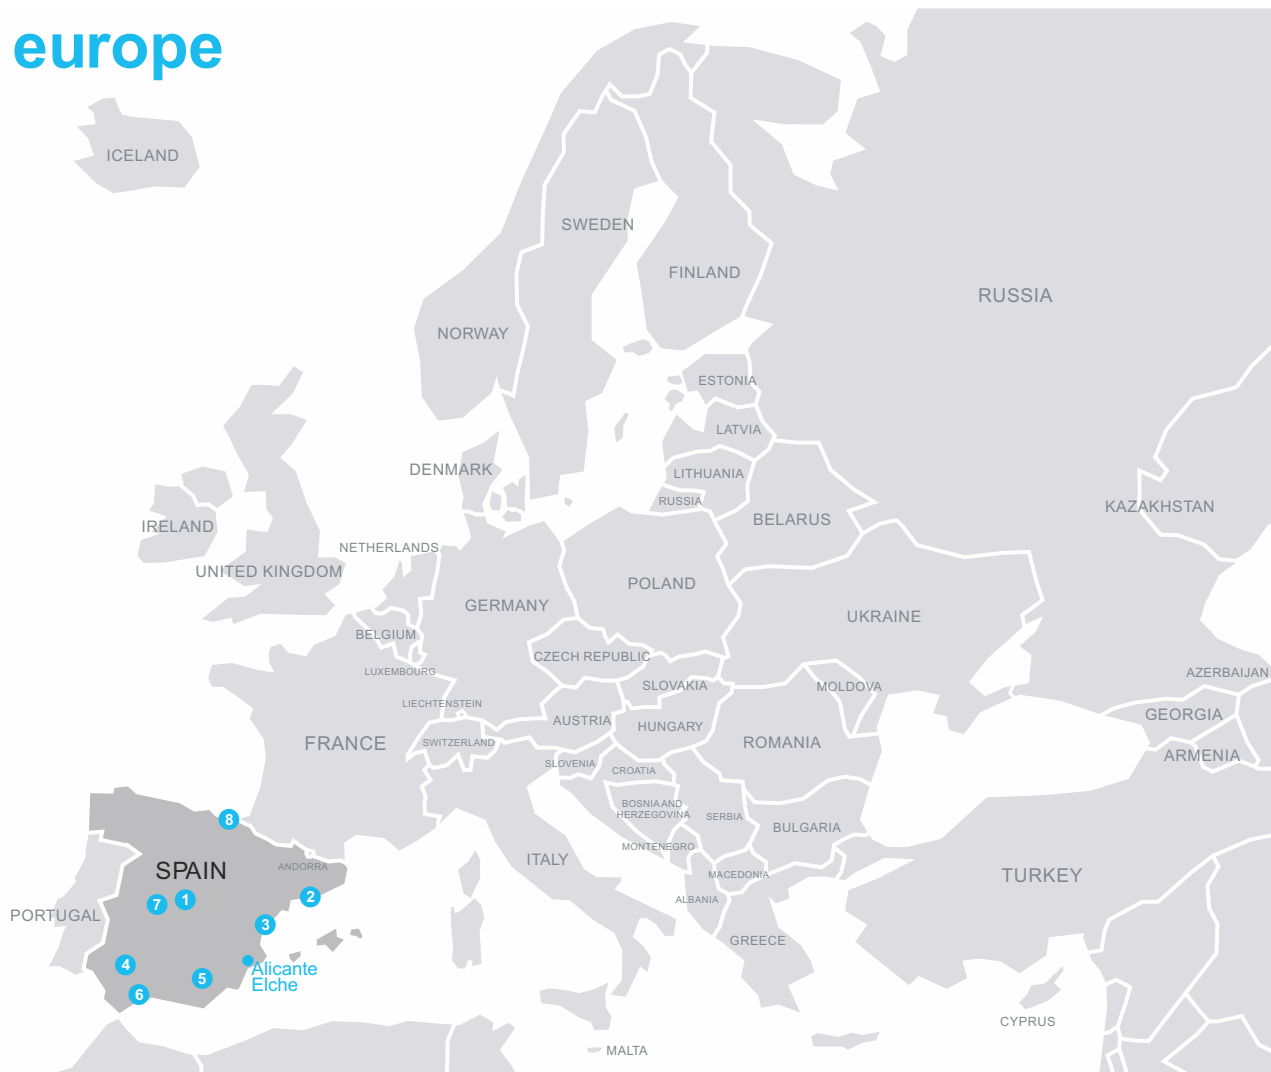 europe
ICELAND
SWEDEN
FINLAND
RUSSIA
NORWAY
ESTONIA
LATVIA
DENMARK
LITHUANIA
RUSSIA
KAZAKHSTAN
IRELAND
BELARUS
NETHERLANDS
UNITED KINGDOM
POLAND
GERMANY
UKRAINE
BELGIUM
CZECH REPUBLIC
LUXEMBOURG
AZERBAIJAN
SLOVAKIA
MOLDOVA
LIECHTENSTEIN
GEORGIA
AUSTRIA
HUNGARY
FRANCE
SWITZERLAND
ROMANIA
ARMENIA
SLOVENIA
CROATIA
BOSNIA AND
HERZEGOVINA
SERBIA
8
BULGARIA
MONTENEGRO
ITALY
SPAIN
ANDORRA
MACEDONIA
TURKEY
1
2
7
ALBANIA
PORTUGAL
3
GREECE
4
Alicante
Elche
5
6
CYPRUS
MALTA